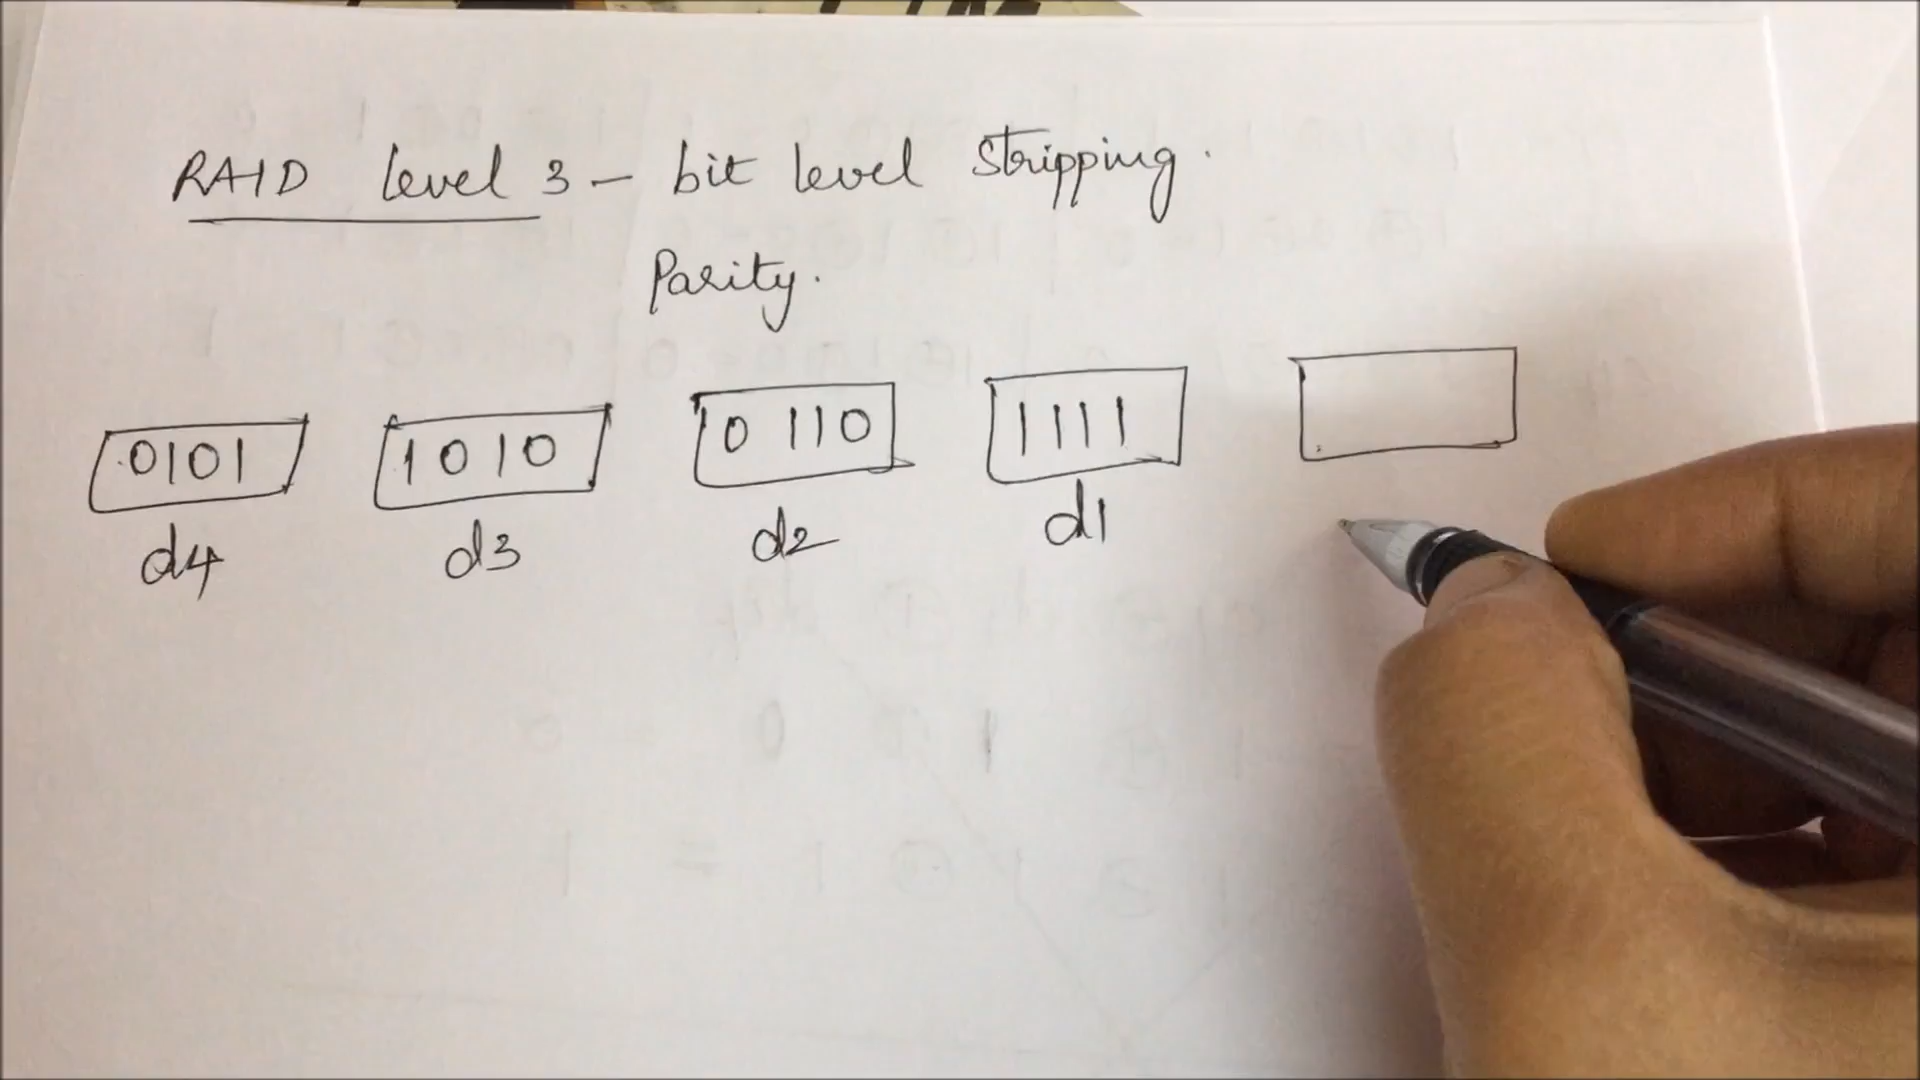 RAID level 3 - bit level stripping.
Parity.
0101 1010 0110 1111
d4 d3 d2 d1